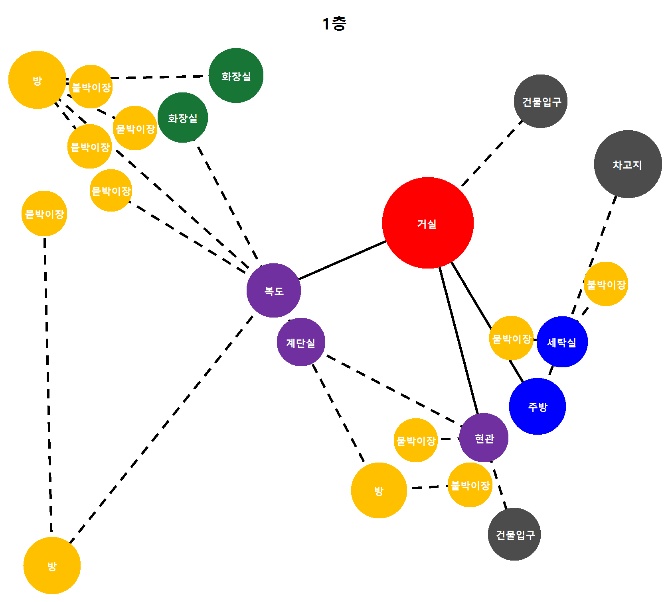 1층
화장실
방
붙박이장
건물입구
화장실
붙박이장
붙박이장
차고지
붙박이장
붙박이장
거실
붙박이장
복도
붙박이장
세탁실
계단실
주방
현관
붙박이장
붙박이장
방
건물입구
방